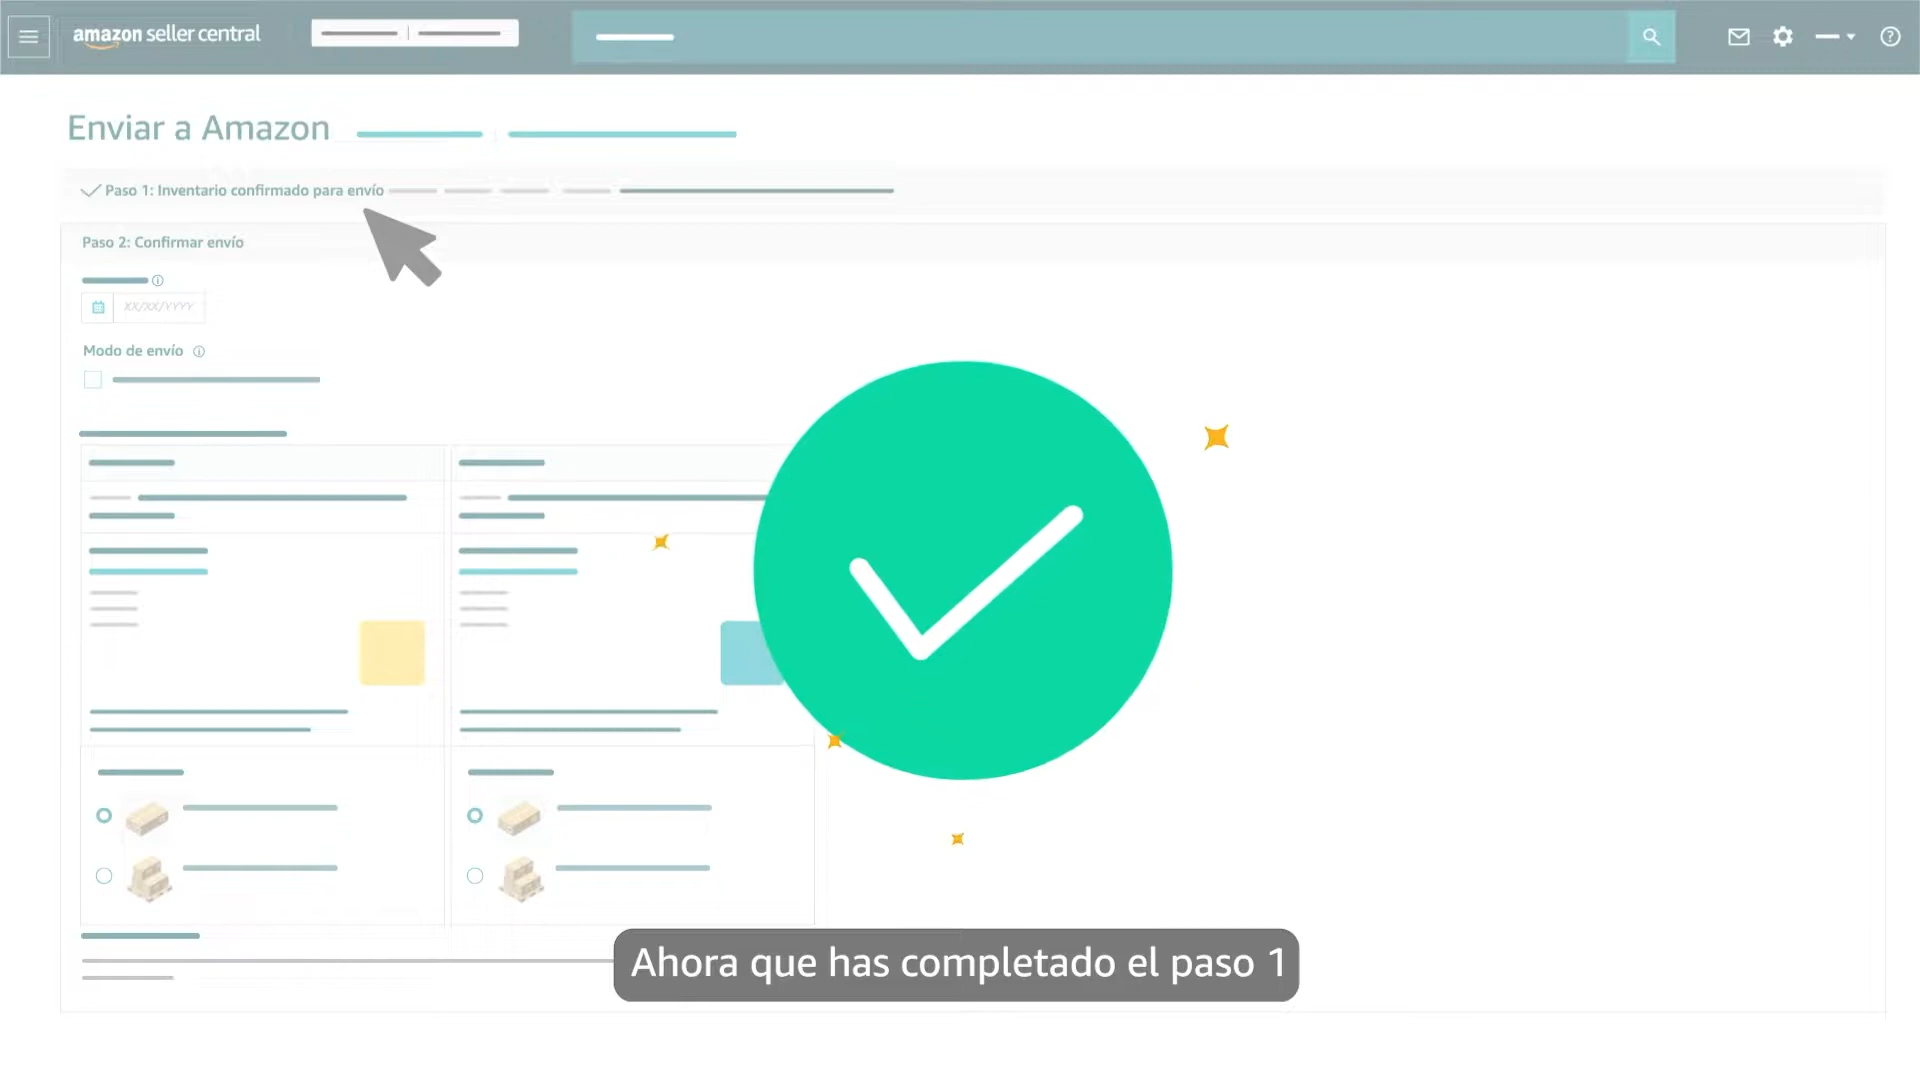 amazon seller central
Enviar a Amazon
Paso 1: Inventario confirmado para envío
Paso 2: Confirmar envío
XX/XX/YYYY
Modo de envío
Ahora que has completado el paso 1